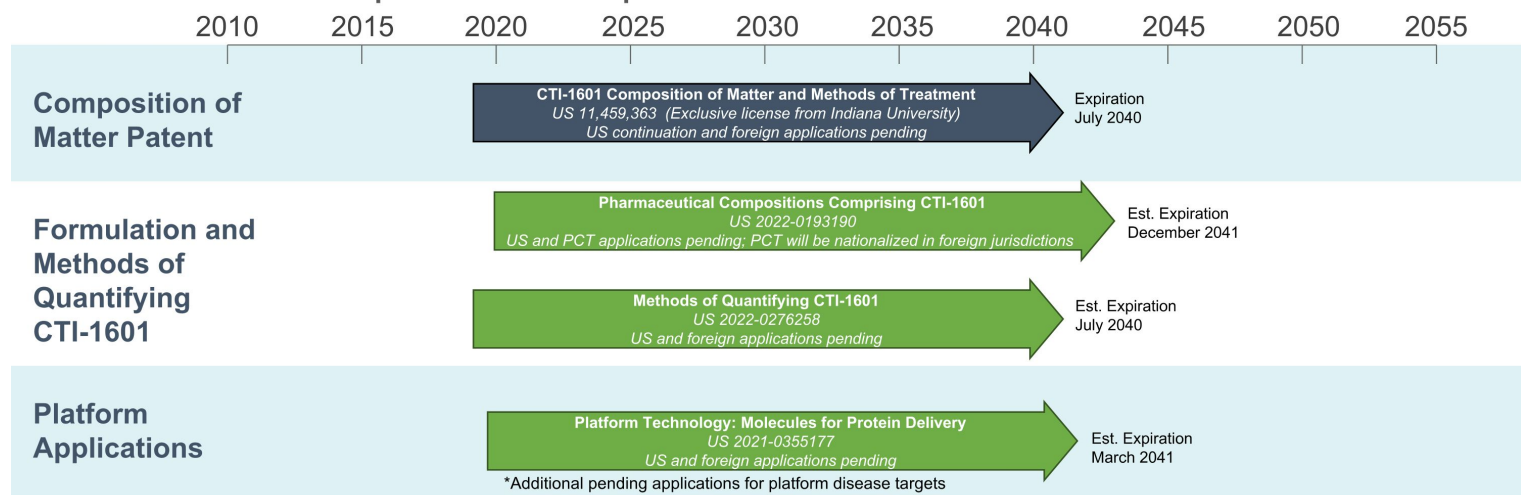 2010 2015 2020 2025 2030 2035 2040 2045 2050 2055
Composition of
Matter Patent
CTI-1601 Composition of Matter and Methods of Treatment
US 11,459,363 (Exclusive license from Indiana University)
US continuation and foreign applications pending
Expiration
July 2040
Formulation and
Methods of
Quantifying
CTI-1601
Pharmaceutical Compositions Comprising CTI-1601
US 2022-0193190
US and PCT applications pending; PCT will be nationalized in foreign jurisdictions
Est. Expiration
December 2041
Methods of Quantifying CTI-1601
US 2022-0276258
US and foreign applications pending
Est. Expiration
July 2040
Platform
Applications
Platform Technology: Molecules for Protein Delivery
US 2021-0355177
US and foreign applications pending
Est. Expiration
March 2041
*Additional pending applications for platform disease targets